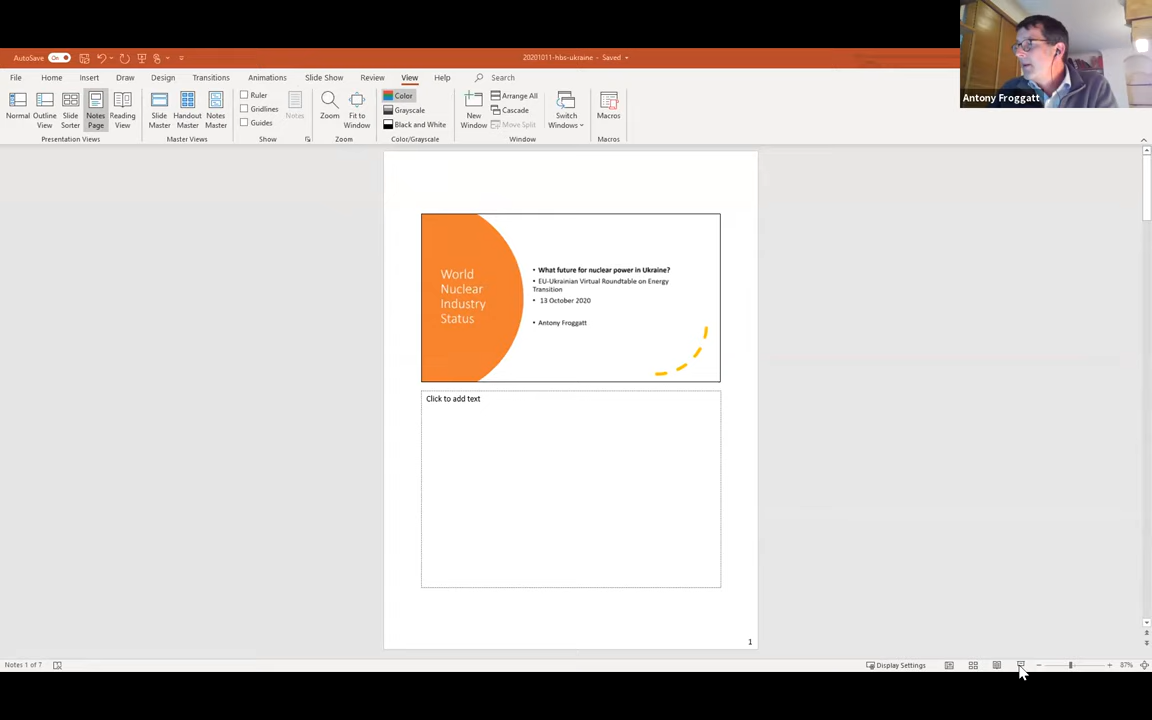 AutoSave On
20201011-hbs-ukraine - Saved
Antony Froggatt
File Home Insert Draw Design Transitions Animations Slide Show Review View Help Search
Normal
Outline View
Slide Sorter
Notes Page
Reading View
Presentation Views
Slide Master
Handout Master
Notes Master
Master Views
Ruler
Gridlines
Guides
Show
Notes
Zoom
Fit to Window
Zoom
Color
Grayscale
Black and White
Color/Grayscale
New Window
Arrange All
Cascade
Move Split
Switch Windows
Window
Macros
Macros
World
Nuclear
Industry
Status
• What future for nuclear power in Ukraine?
• EU-Ukrainian Virtual Roundtable on Energy
Transition
• 13 October 2020
• Antony Froggatt
Click to add text
1
Notes 1 of 7
Display Settings
87%